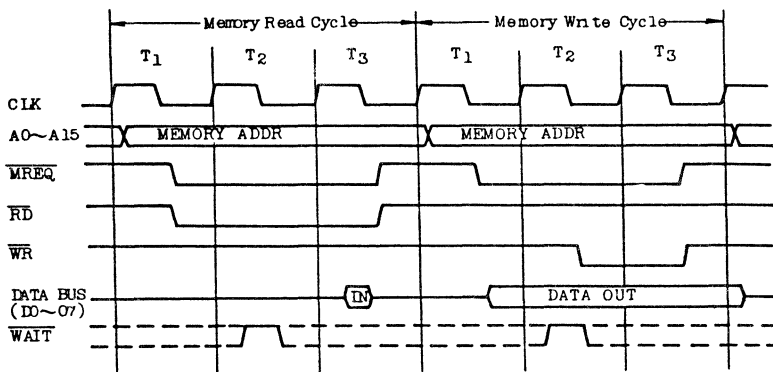 Memory Read Cycle Memory Write Cycle
T1 T2 T3 T1 T2 T3
CLK
A0~A15 MEMORY ADDR MEMORY ADDR
MREQ
RD
WR
DATA BUS IN DATA OUT
(D0~07)
WAIT